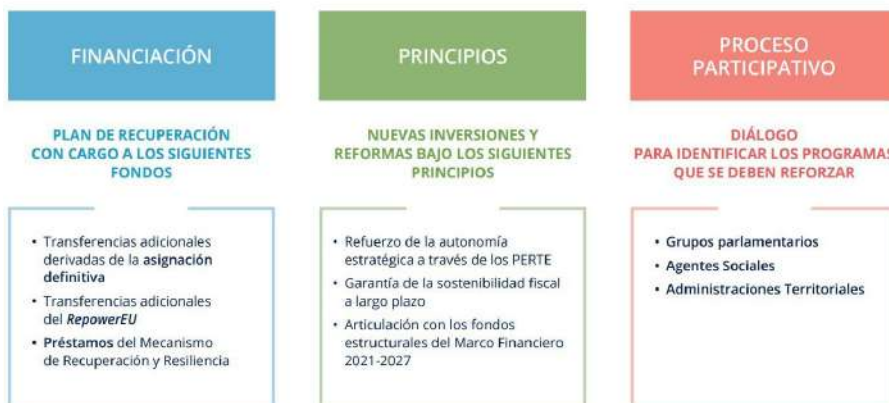 FINANCIACIÓN
PLAN DE RECUPERACIÓN
CON CARGO A LOS SIGUIENTES
FONDOS
• Transferencias adicionales
derivadas de la asignación
definitiva
• Transferencias adicionales
del RepowerEU
• Préstamos del Mecanismo
de Recuperación y Resiliencia
PRINCIPIOS
NUEVAS INVERSIONES Y
REFORMAS BAJO LOS SIGUIENTES
PRINCIPIOS
• Refuerzo de la autonomía
estratégica a través de los PERTE
• Garantía de la sostenibilidad fiscal
a largo plazo
• Articulación con los fondos
estructurales del Marco Financiero
2021-2027
PROCESO
PARTICIPATIVO
DIÁLOGO
PARA IDENTIFICAR LOS PROGRAMAS
QUE SE DEBEN REFORZAR
• Grupos parlamentarios
• Agentes Sociales
• Administraciones Territoriales